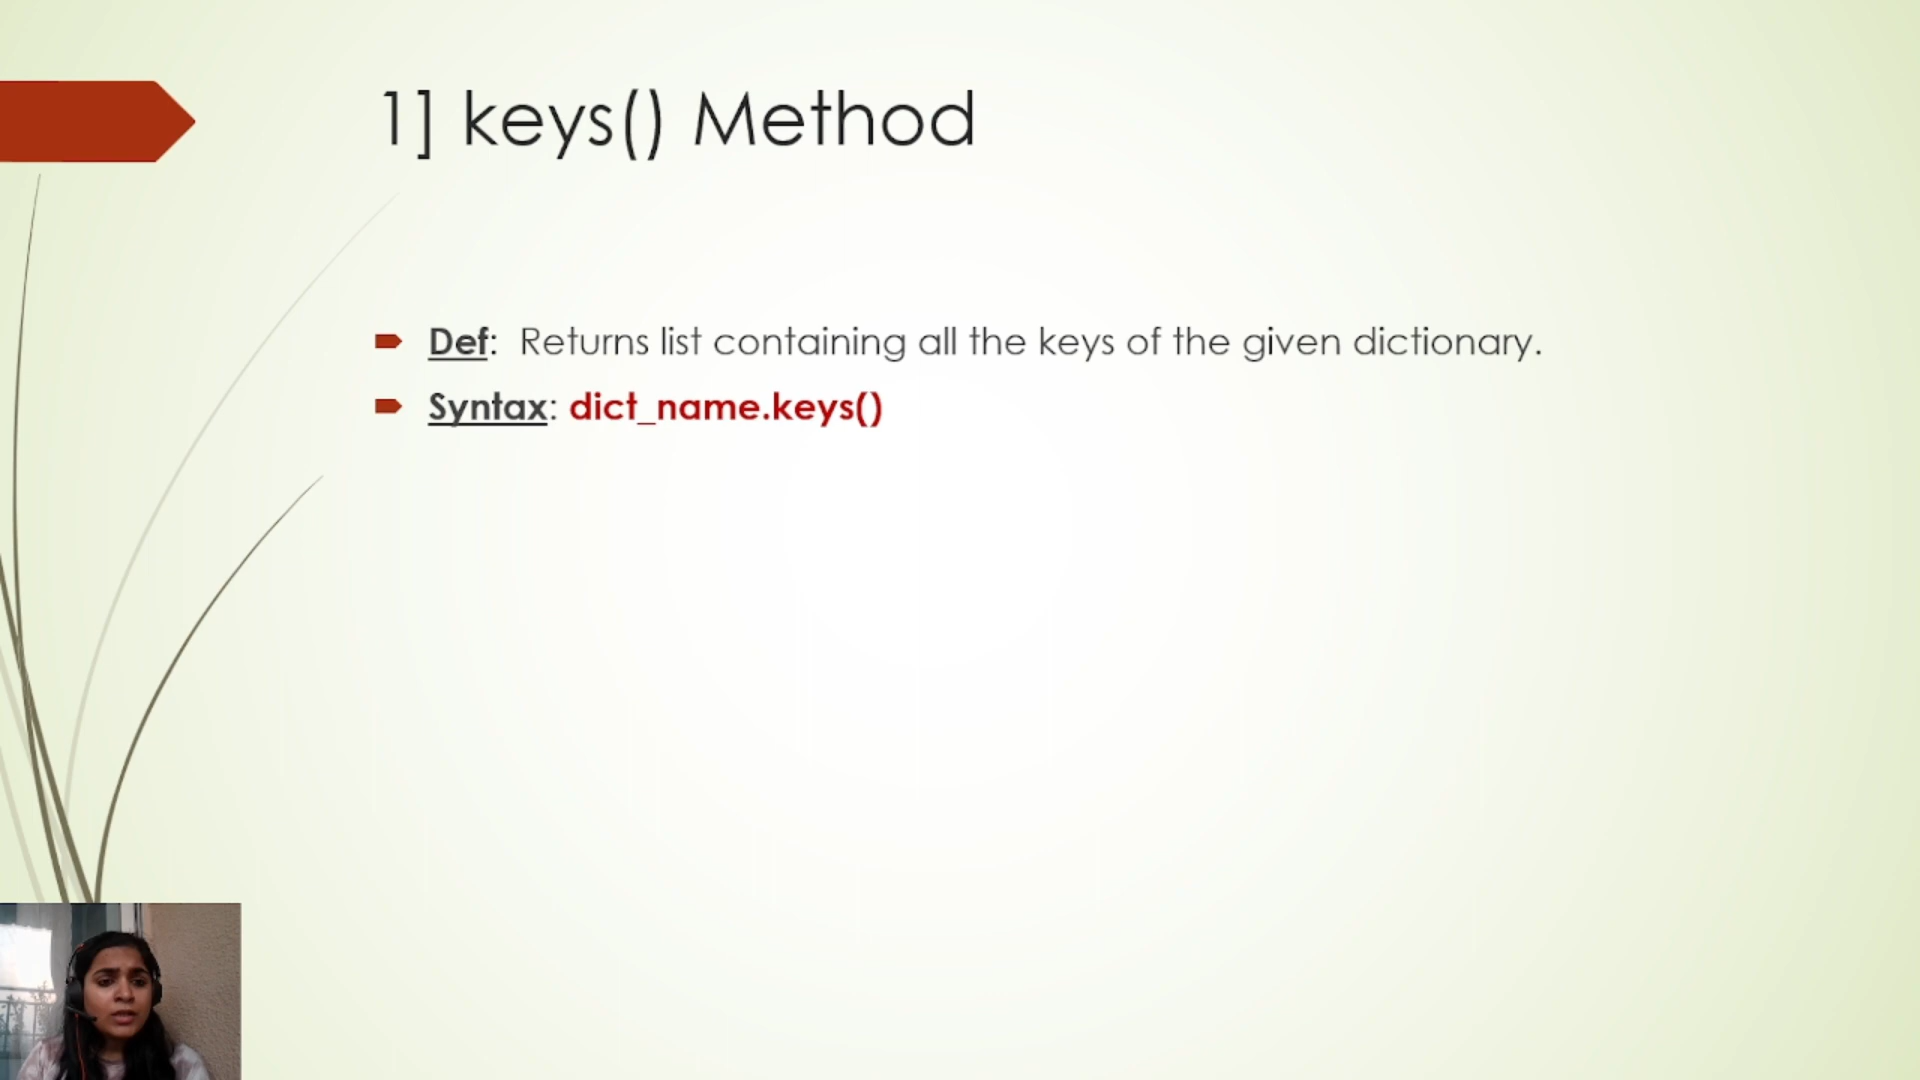 1] keys() Method
Def:  Returns list containing all the keys of the given dictionary.
Syntax: dict_name.keys()